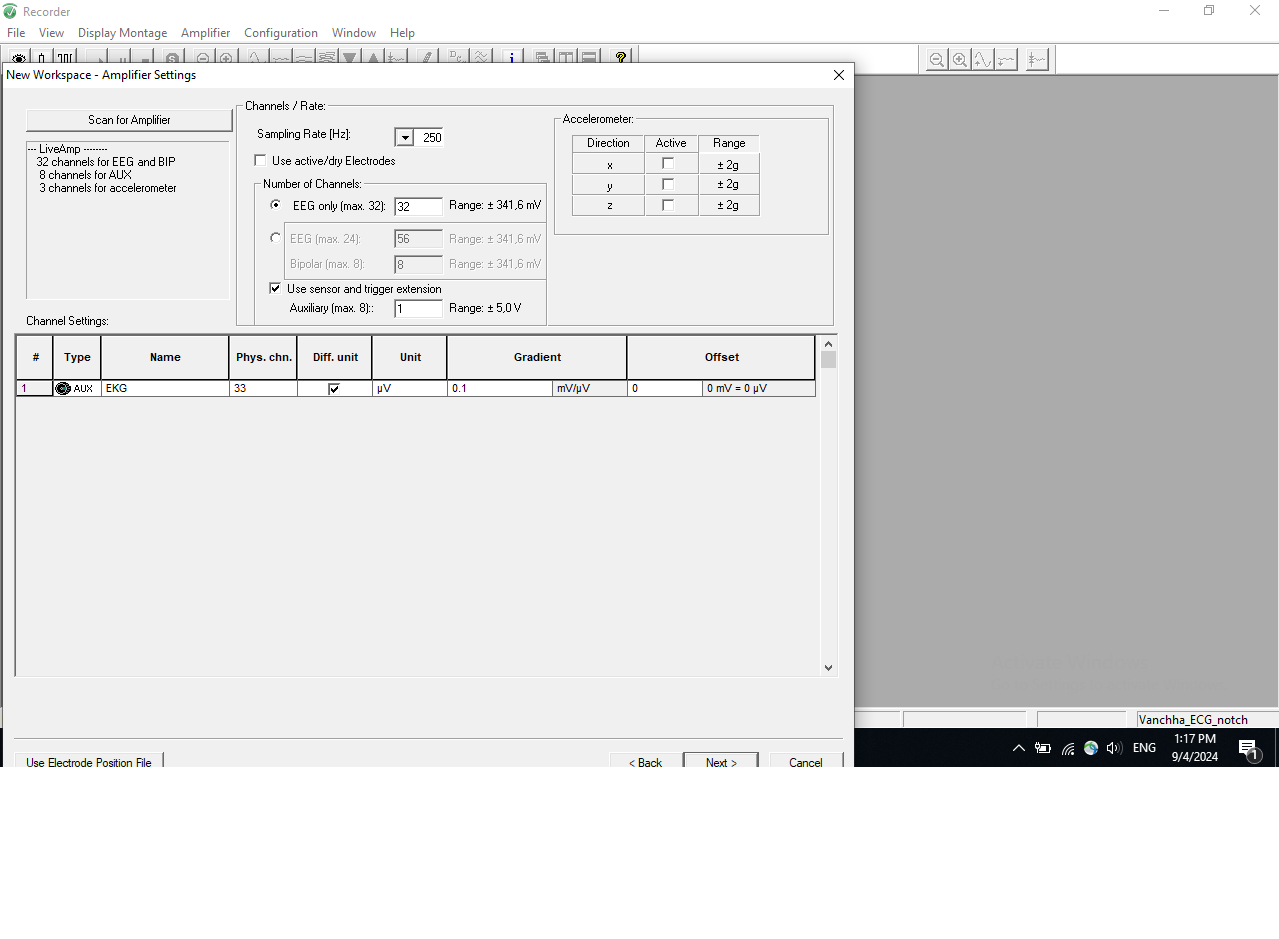 Recorder
File View Display Montage Amplifier Configuration Window Help
New Workspace - Amplifier Settings
Scan for Amplifier
--- LiveAmp --------
32 channels for EEG and BIP
8 channels for AUX
3 channels for accelerometer
Channels / Rate:
Sampling Rate [Hz]: 250
Use active/dry Electrodes
Number of Channels:
EEG only (max. 32): 32 Range: ± 341,6 mV
EEG (max. 24): 56 Range: ± 341,6 mV
Bipolar (max. 8): 8 Range: ± 341,6 mV
Use sensor and trigger extension
Auxiliary (max. 8):: 1 Range: ± 5,0 V
Accelerometer:
Direction Active Range
x ± 2g
y ± 2g
z ± 2g
Channel Settings:
# Type Name Phys. chn. Diff. unit Unit Gradient Offset
1 AUX EKG 33 µV 0.1 mV/µV 0 0 mV = 0 µV
Use Electrode Position File < Back Next > Cancel
Vanchha_ECG_notch
ENG 1:17 PM
9/4/2024
1